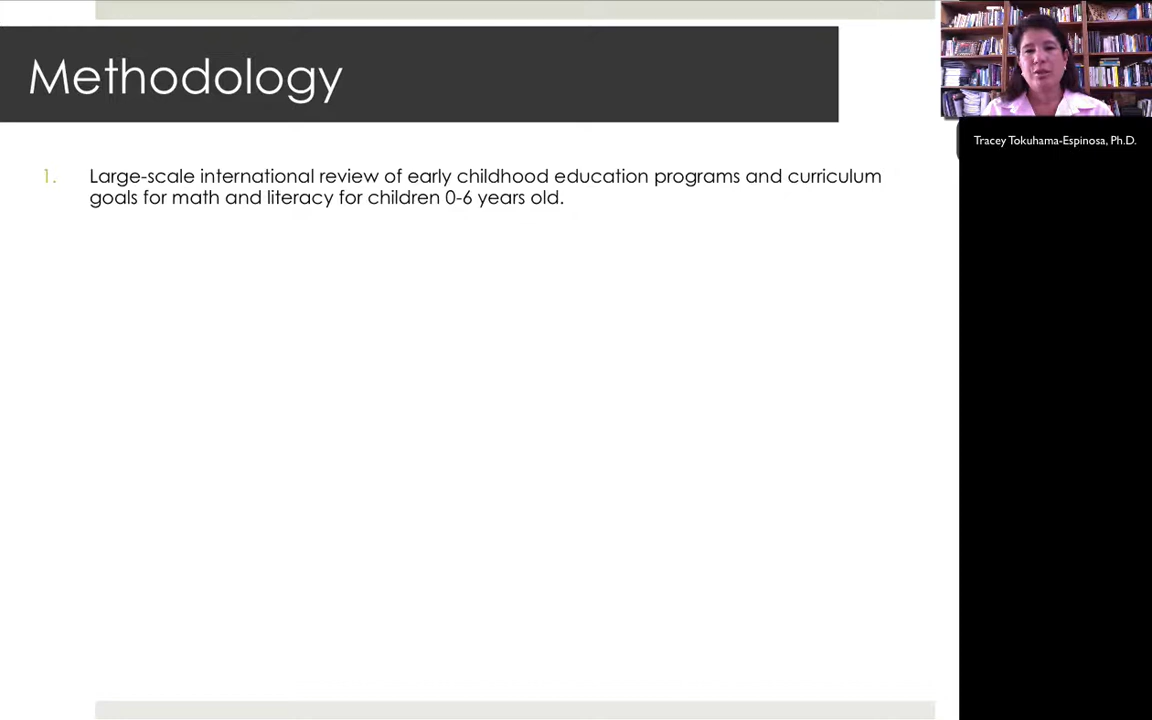 Methodology
Tracey Tokuhama-Espinosa, Ph.D.
1. Large-scale international review of early childhood education programs and curriculum
goals for math and literacy for children 0-6 years old.